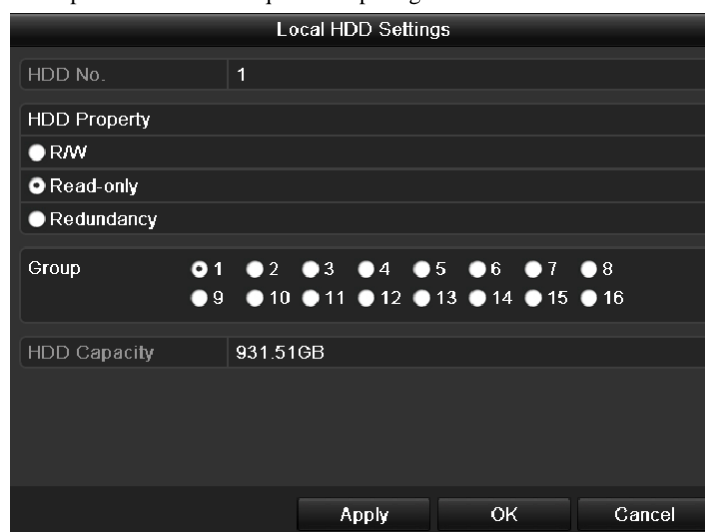 Local HDD Settings
HDD No. 1
HDD Property
R/W
Read-only
Redundancy
Group 1 2 3 4 5 6 7 8
9 10 11 12 13 14 15 16
HDD Capacity 931.51GB
Apply OK Cancel